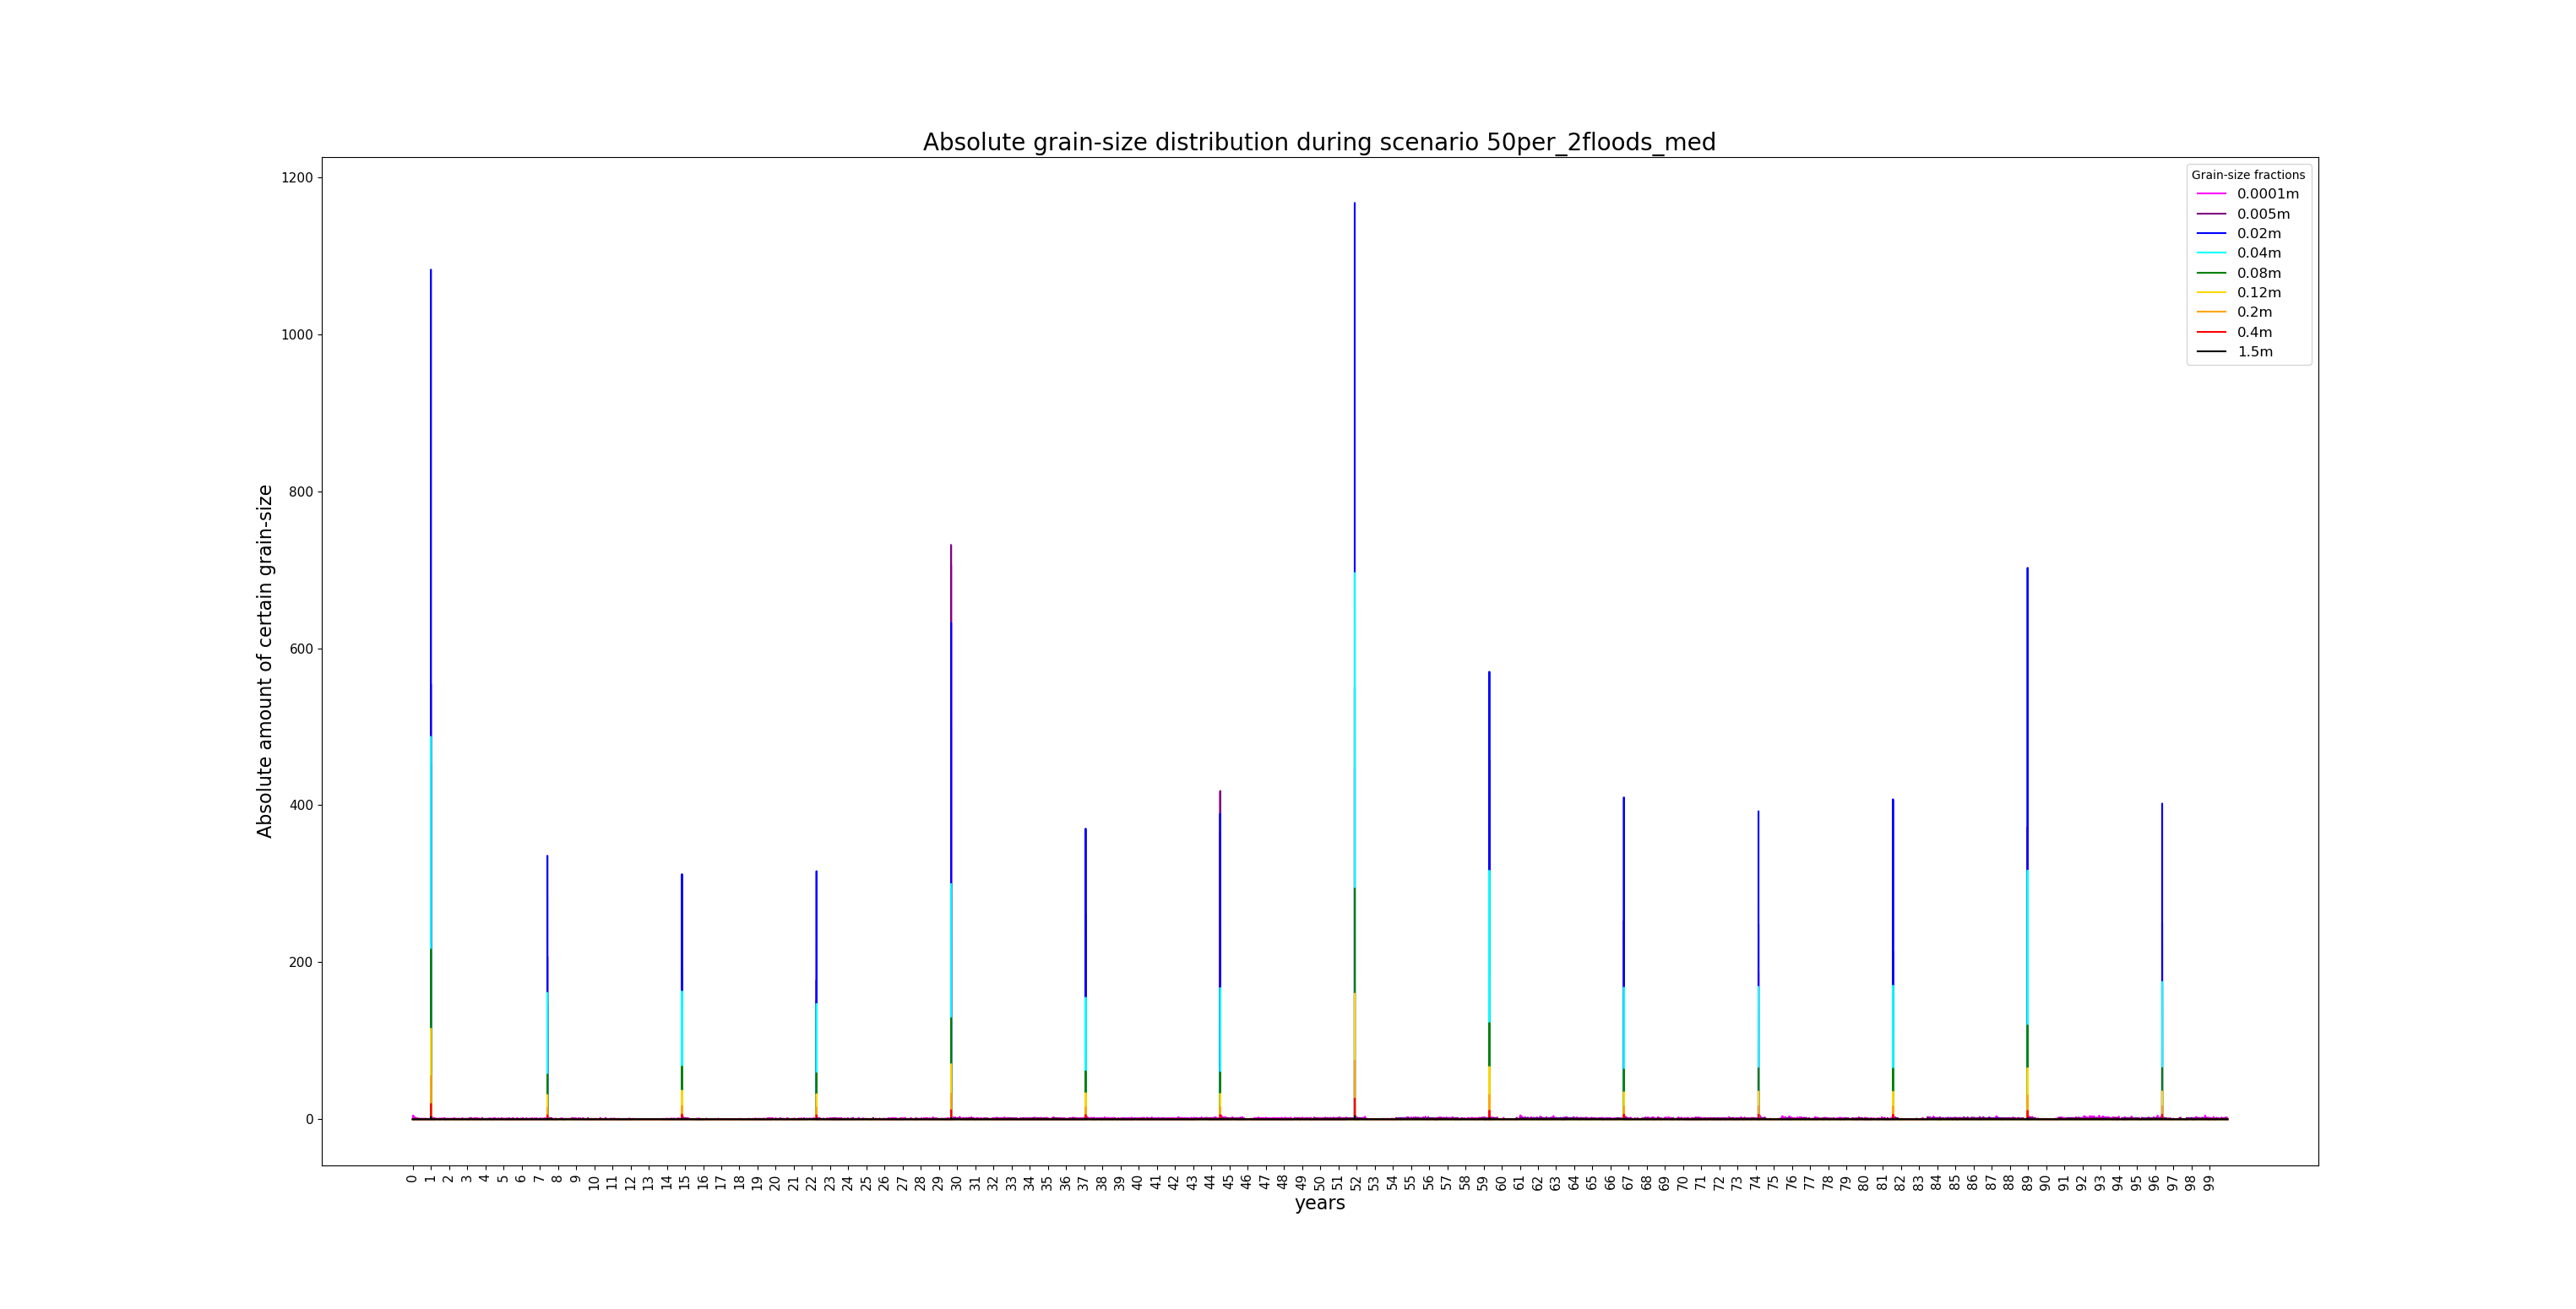 Absolute grain-size distribution during scenario 50per_2floods_med
1200
1000
800
600
400
200
0
Absolute amount of certain grain-size
Grain-size fractions
0.0001m
0.005m
0.02m
0.04m
0.08m
0.12m
0.2m
0.4m
1.5m
0 1 2 3 4 5 6 7 8 9 10 11 12 13 14 15 16 17 18 19 20 21 22 23 24 25 26 27 28 29 30 31 32 33 34 35 36 37 38 39 40 41 42 43 44 45 46 47 48 49 50 51 52 53 54 55 56 57 58 59 60 61 62 63 64 65 66 67 68 69 70 71 72 73 74 75 76 77 78 79 80 81 82 83 84 85 86 87 88 89 90 91 92 93 94 95 96 97 98 99
years